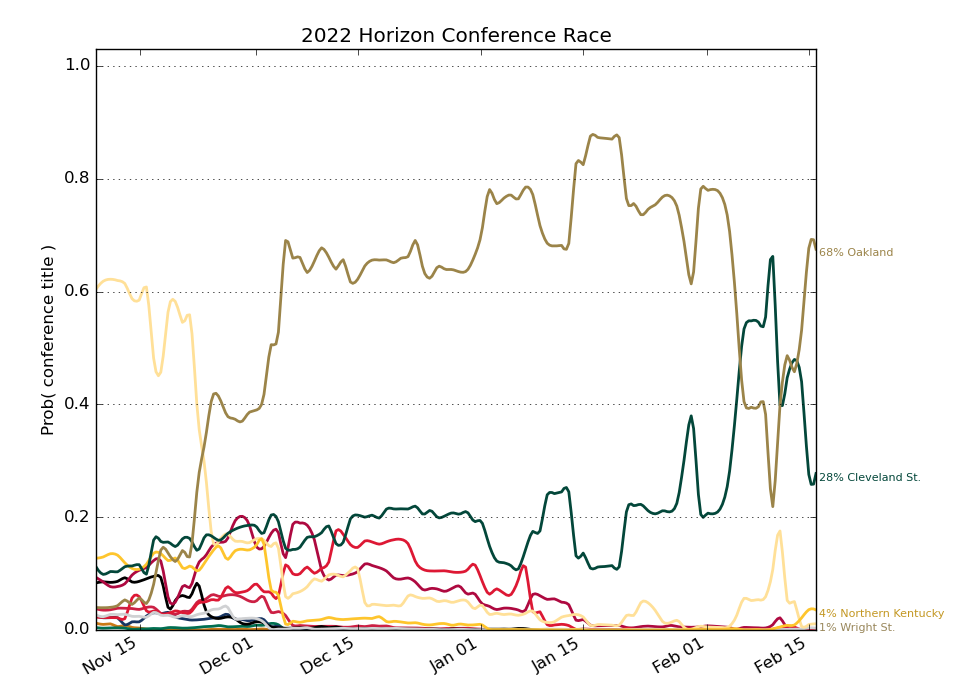 2022 Horizon Conference Race
Prob( conference title )
1.0
0.8
0.6
0.4
0.2
0.0
68% Oakland
28% Cleveland St.
4% Northern Kentucky
1% Wright St.
Nov 15
Dec 01
Dec 15
Jan 01
Jan 15
Feb 01
Feb 15